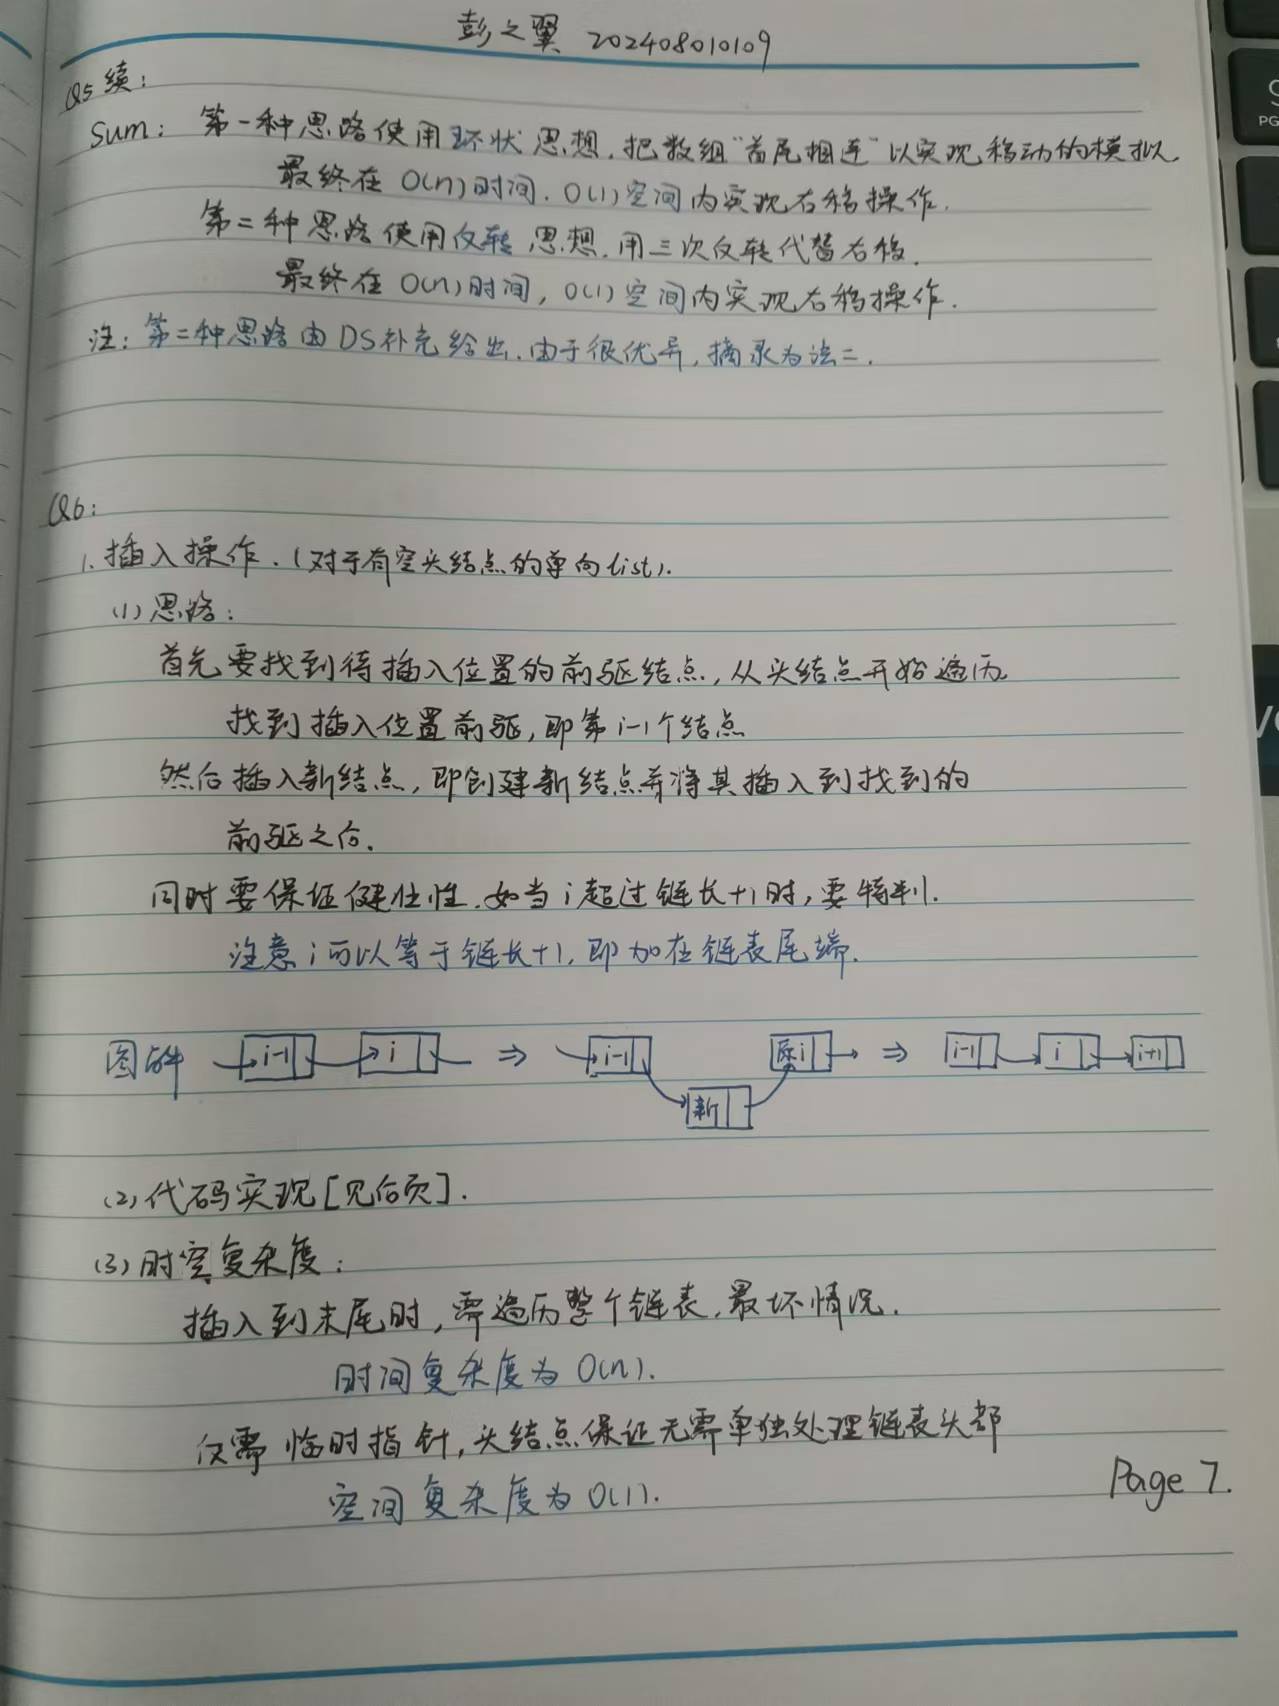 彭之翼 202408010109
Q5续:
Sum: 第一种思路使用环状思想,把数组"首尾相连"以实现移动的模拟.
最终在O(n)时间.O(1)空间内实现右移操作.
第二种思路使用反转思想.用三次反转代替右移.
最终在O(n)时间,O(1)空间内实现右移操作.
注:第二种思路由DS补充给出.由于很优异,摘录为法二.
Q6:
1.插入操作.(对于有空头结点的单向list).
(1)思路:
首先要找到待插入位置的前驱结点,从头结点开始遍历.
找到插入位置前驱,即第i-1个结点
然后插入新结点,即创建新结点并将其插入到找到的
前驱之后.
同时要保证健壮性.如当i超过链长+1时,要特判.
注意i可以等于链长+1,即加在链表尾端.
图解 i-1 i ⇒ i-1 新 原i ⇒ i-1 i i+1
(2)代码实现[见后页].
(3)时空复杂度:
插入到末尾时,需遍历整个链表.最坏情况.
时间复杂度为O(n).
仅需临时指针,头结点保证无需单独处理链表头部
空间复杂度为O(1).
Page 7.